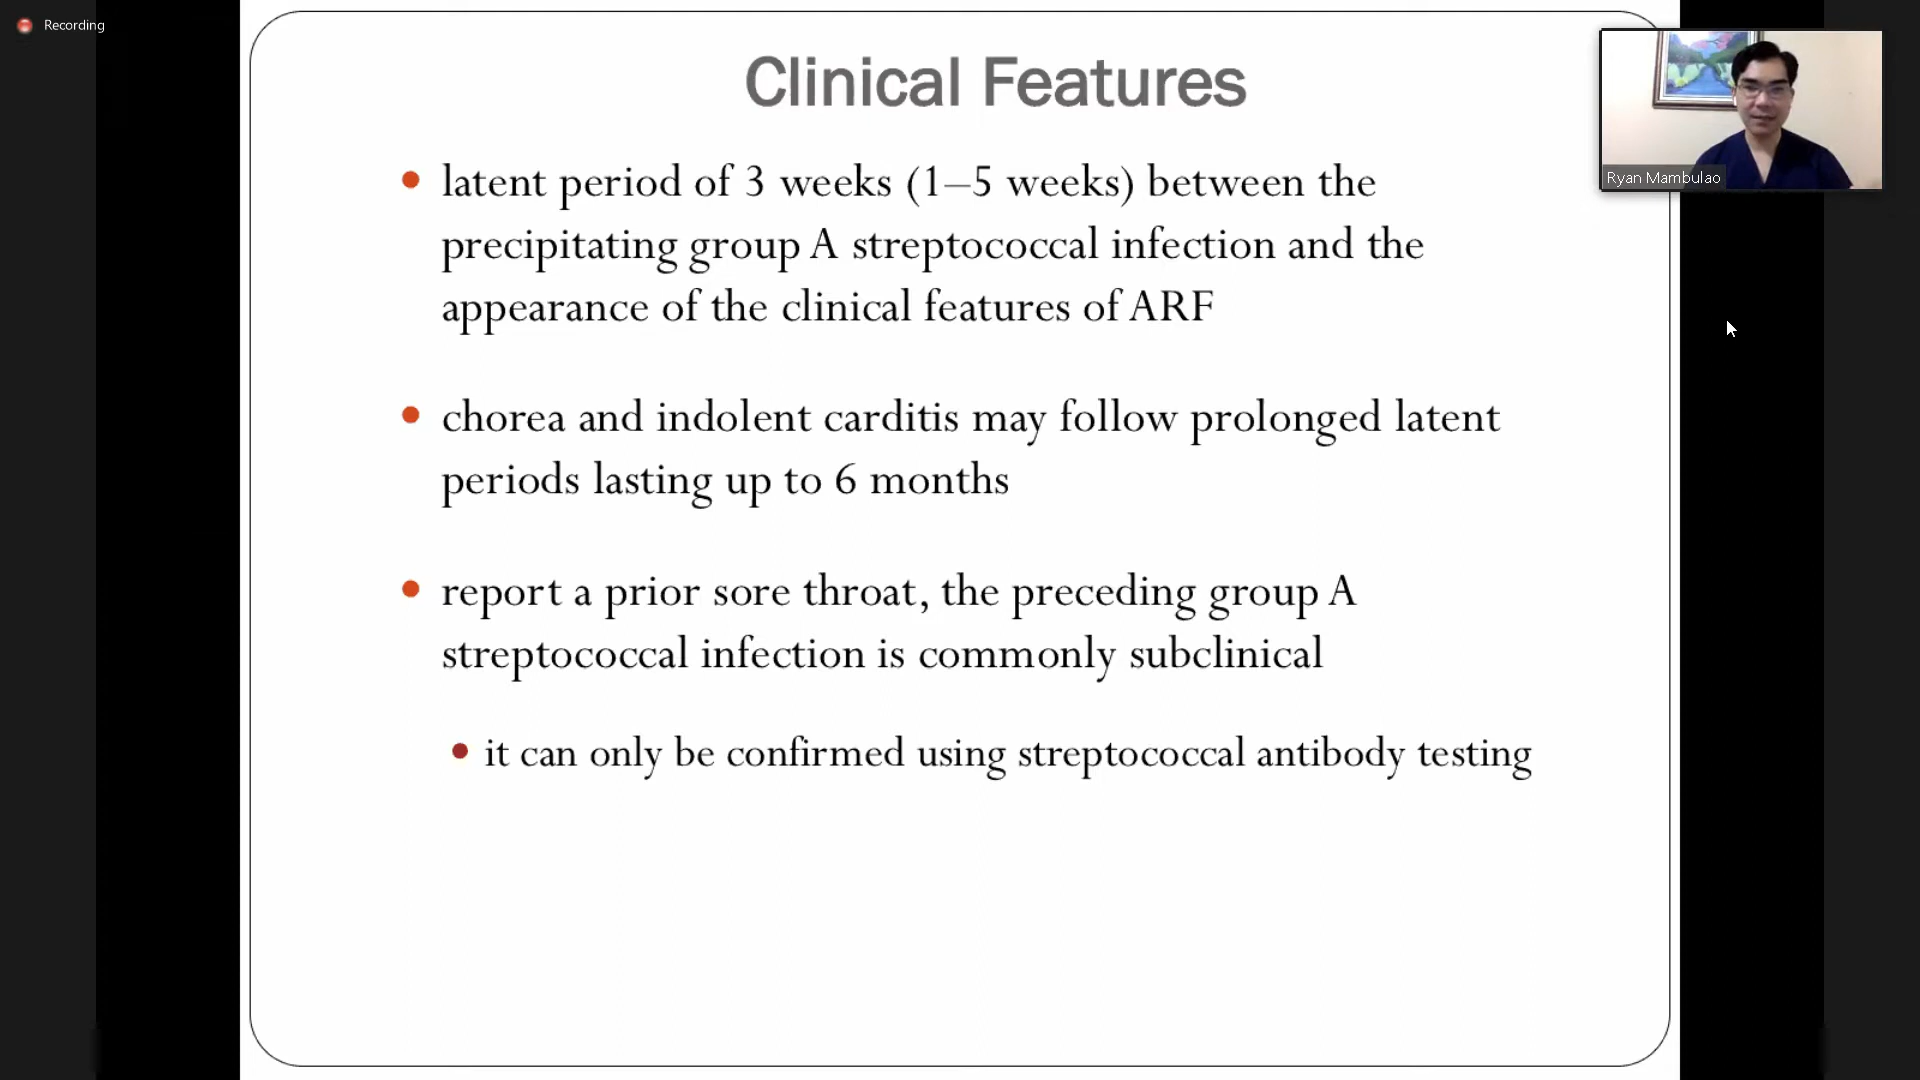 Recording
Clinical Features
Ryan Mambulao
• latent period of 3 weeks (1–5 weeks) between the
precipitating group A streptococcal infection and the
appearance of the clinical features of ARF
• chorea and indolent carditis may follow prolonged latent
periods lasting up to 6 months
• report a prior sore throat, the preceding group A
streptococcal infection is commonly subclinical
• it can only be confirmed using streptococcal antibody testing